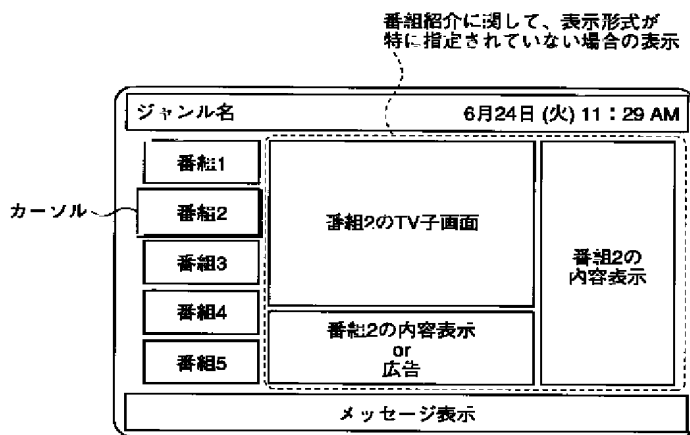 番組紹介に関して、表示形式が
特に指定されていない場合の表示
ジャンル名
6月24日 (火) 11：29 AM
番組1
カーソル
番組2
番組3
番組4
番組5
番組2のTV子画面
番組2の
内容表示
番組2の内容表示
or
広告
メッセージ表示